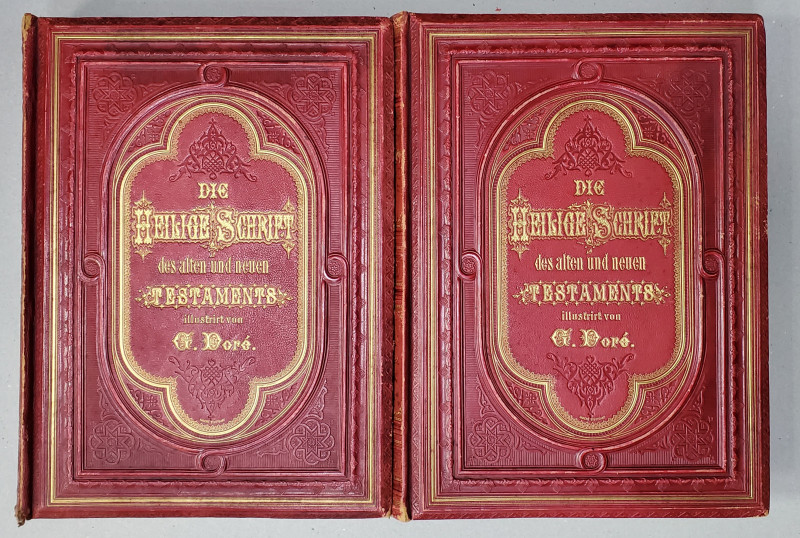 DIE
HEILIGE SCHRIFT
des alten und neuen
TESTAMENTS
illustrirt von
G. Doré.
DIE
HEILIGE SCHRIFT
des alten und neuen
TESTAMENTS
illustrirt von
G. Doré.